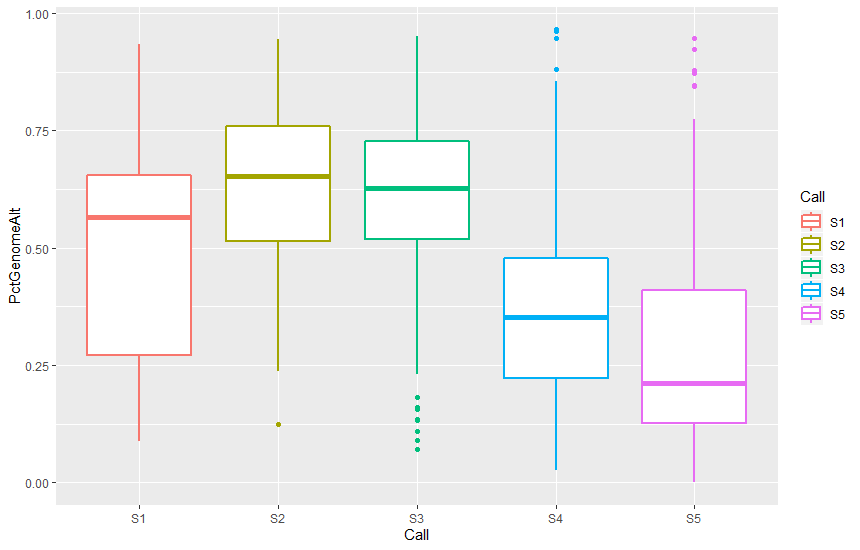 1.00
0.75
0.50
0.25
0.00
PctGenomeAlt
S1 S2 S3 S4 S5
Call
Call
S1
S2
S3
S4
S5